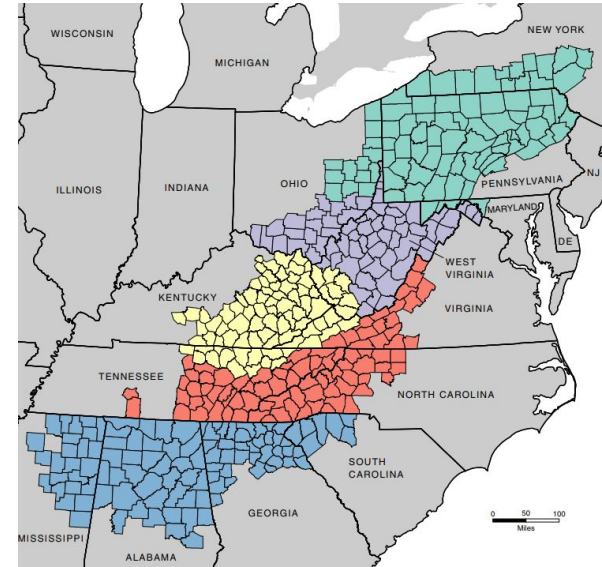 WISCONSIN
MICHIGAN
NEW YORK
ILLINOIS
INDIANA
OHIO
PENNSYLVANIA
NJ
MARYLAND
DE
WEST
VIRGINIA
VIRGINIA
KENTUCKY
TENNESSEE
NORTH CAROLINA
SOUTH
CAROLINA
GEORGIA
MISSISSIPPI
ALABAMA
0 50 100
Miles